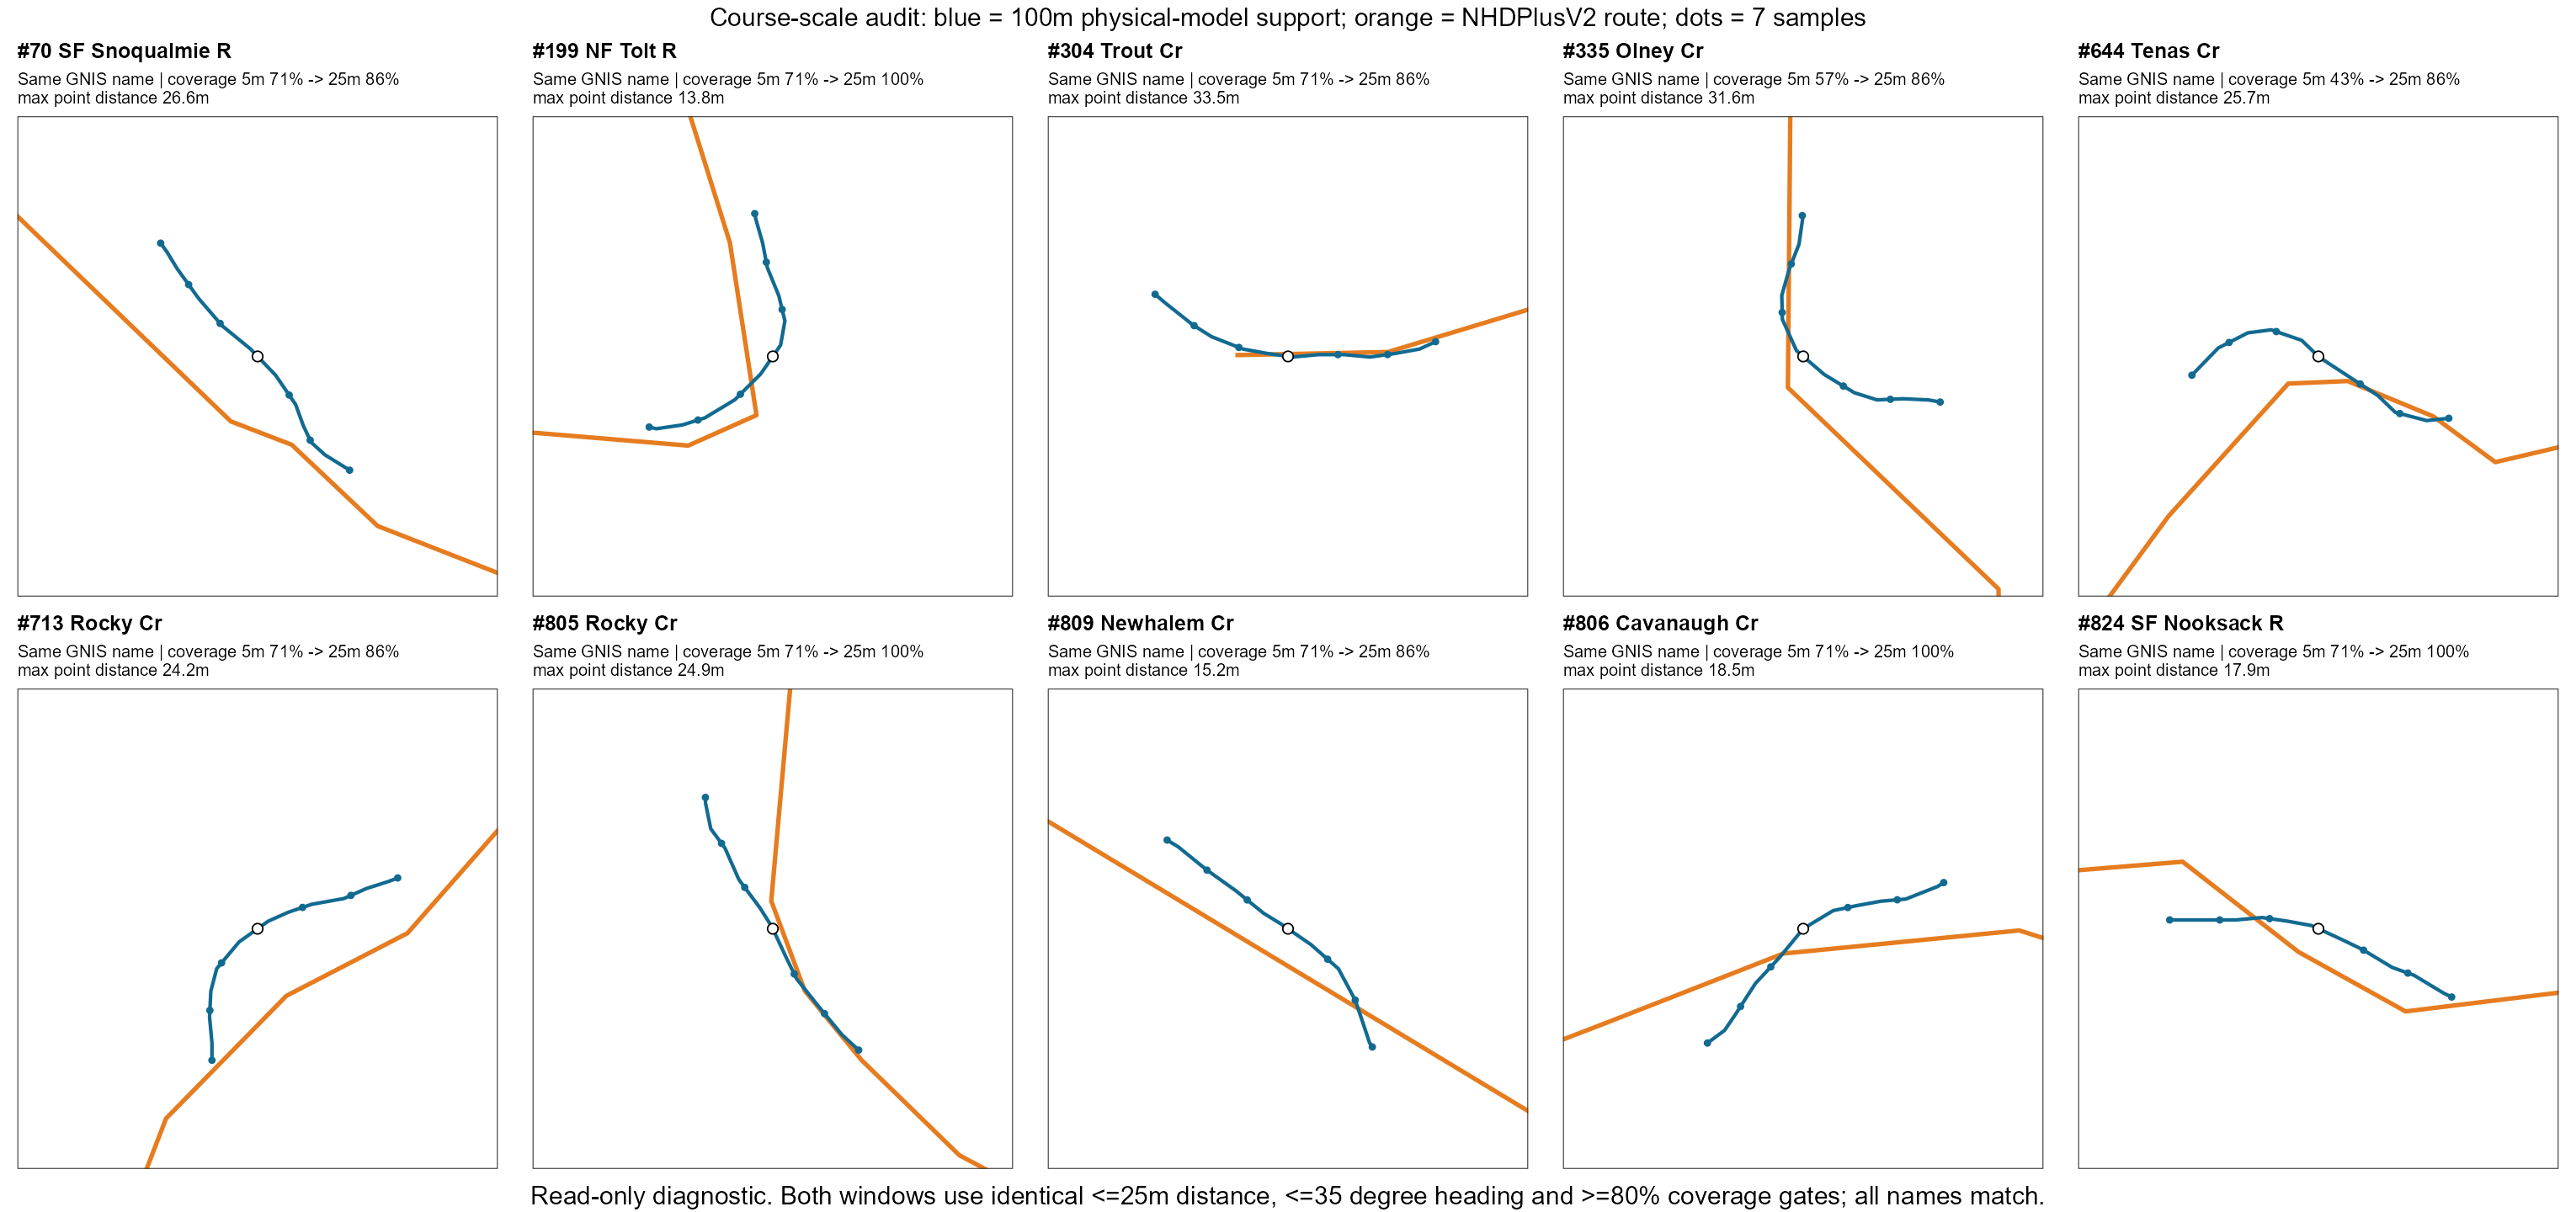 Course-scale audit: blue = 100m physical-model support; orange = NHDPlusV2 route; dots = 7 samples
#70 SF Snoqualmie R
Same GNIS name | coverage 5m 71% -> 25m 86%
max point distance 26.6m
#199 NF Tolt R
Same GNIS name | coverage 5m 71% -> 25m 100%
max point distance 13.8m
#304 Trout Cr
Same GNIS name | coverage 5m 71% -> 25m 86%
max point distance 33.5m
#335 Olney Cr
Same GNIS name | coverage 5m 57% -> 25m 86%
max point distance 31.6m
#644 Tenas Cr
Same GNIS name | coverage 5m 43% -> 25m 86%
max point distance 25.7m
#713 Rocky Cr
Same GNIS name | coverage 5m 71% -> 25m 86%
max point distance 24.2m
#805 Rocky Cr
Same GNIS name | coverage 5m 71% -> 25m 100%
max point distance 24.9m
#809 Newhalem Cr
Same GNIS name | coverage 5m 71% -> 25m 86%
max point distance 15.2m
#806 Cavanaugh Cr
Same GNIS name | coverage 5m 71% -> 25m 100%
max point distance 18.5m
#824 SF Nooksack R
Same GNIS name | coverage 5m 71% -> 25m 100%
max point distance 17.9m
Read-only diagnostic. Both windows use identical <=25m distance, <=35 degree heading and >=80% coverage gates; all names match.